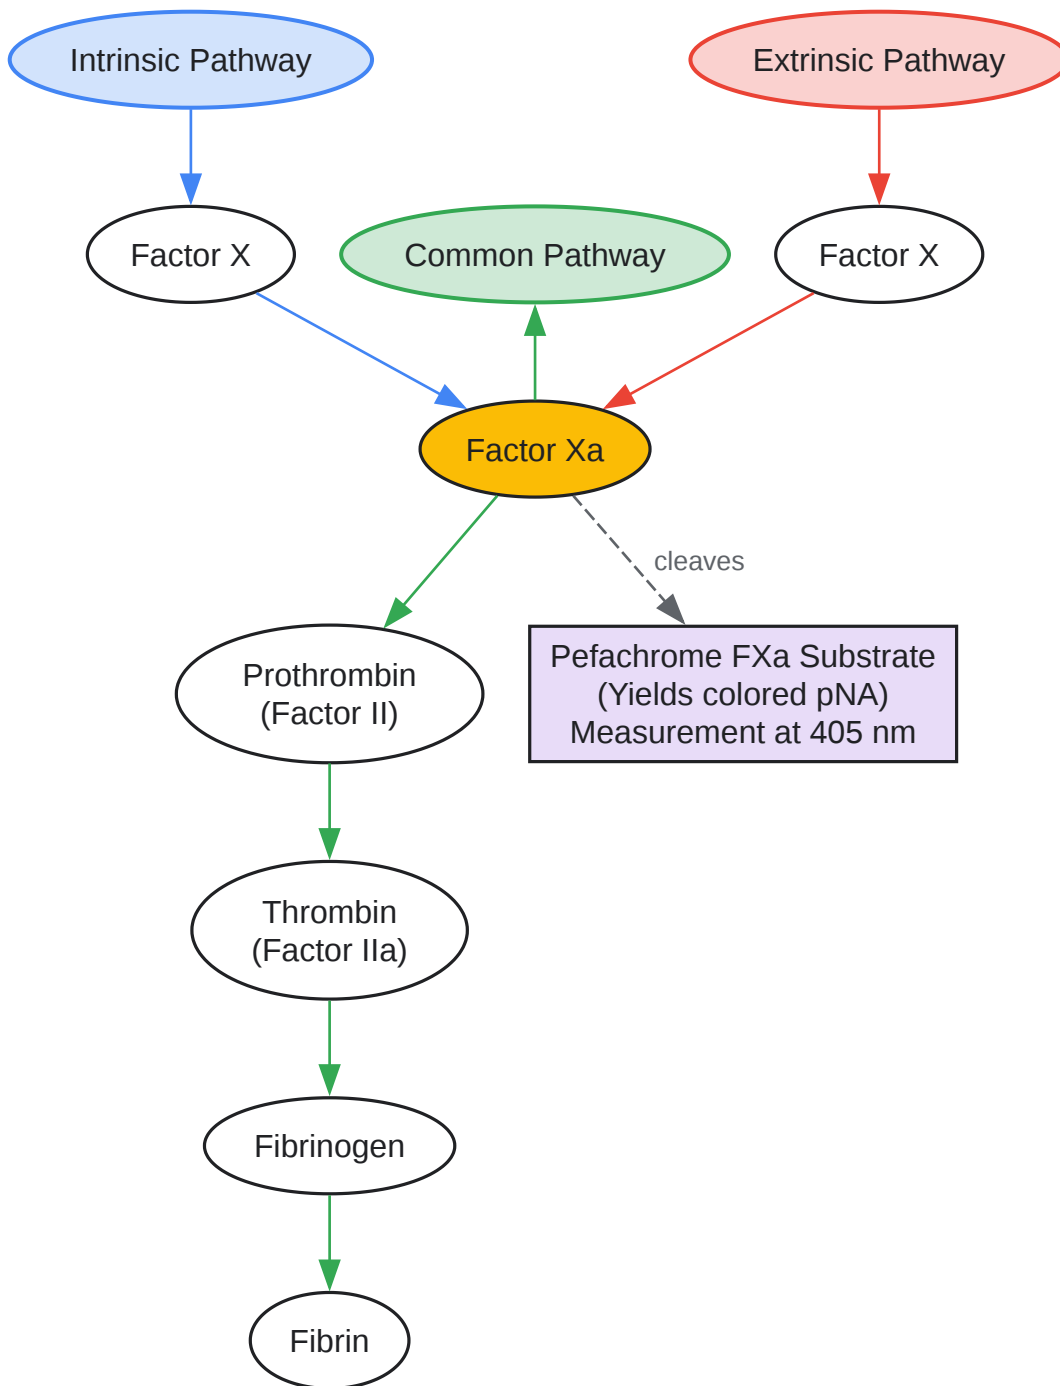 Intrinsic Pathway
Extrinsic Pathway
Factor X
Common Pathway
Factor X
Factor Xa
cleaves
Prothrombin
(Factor II)
Pefachrome FXa Substrate
(Yields colored pNA)
Measurement at 405 nm
Thrombin
(Factor IIa)
Fibrinogen
Fibrin